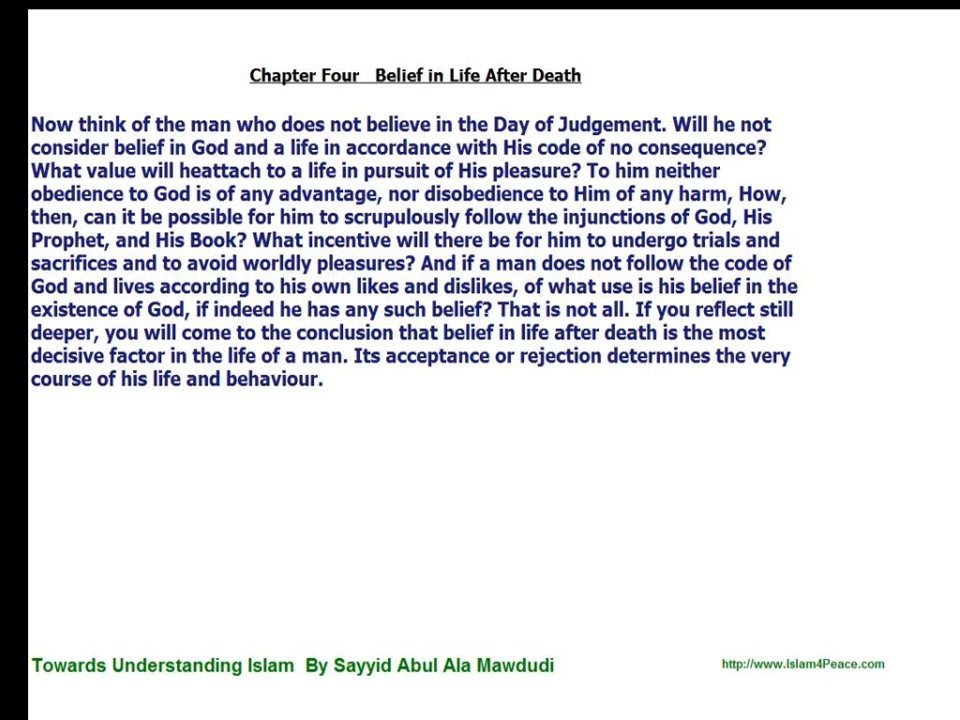 Chapter Four   Belief in Life After Death
Now think of the man who does not believe in the Day of Judgement. Will he not
consider belief in God and a life in accordance with His code of no consequence?
What value will heattach to a life in pursuit of His pleasure? To him neither
obedience to God is of any advantage, nor disobedience to Him of any harm, How,
then, can it be possible for him to scrupulously follow the injunctions of God, His
Prophet, and His Book? What incentive will there be for him to undergo trials and
sacrifices and to avoid worldly pleasures? And if a man does not follow the code of
God and lives according to his own likes and dislikes, of what use is his belief in the
existence of God, if indeed he has any such belief? That is not all. If you reflect still
deeper, you will come to the conclusion that belief in life after death is the most
decisive factor in the life of a man. Its acceptance or rejection determines the very
course of his life and behaviour.
Towards Understanding Islam  By Sayyid Abul Ala Mawdudi
http://www.Islam4Peace.com